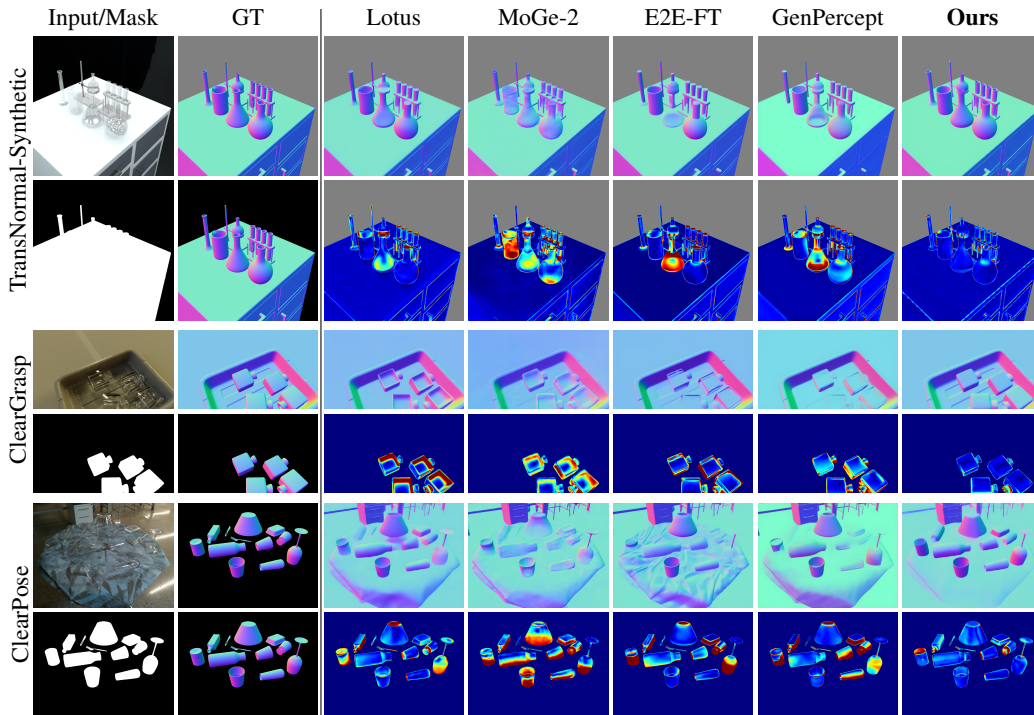 Input/Mask GT Lotus MoGe-2 E2E-FT GenPercept Ours
TransNormal-Synthetic
ClearGrasp
ClearPose